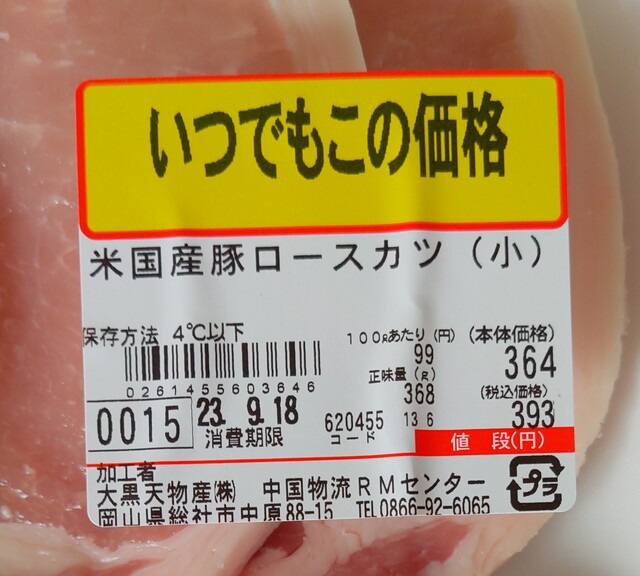 いつでもこの価格
米国産豚ロースカツ（小）
保存方法 4℃以下
100gあたり（円）
99
（本体価格）
364
正味量（g）
368
（税込価格）
393
0261455603646
0015
23. 9.18
消費期限
620455
コード
13 6
値 段(円)
加工者
大黒天物産㈱ 中国物流RMセンター
岡山県総社市中原88-15 TEL0866-92-6065
プラ